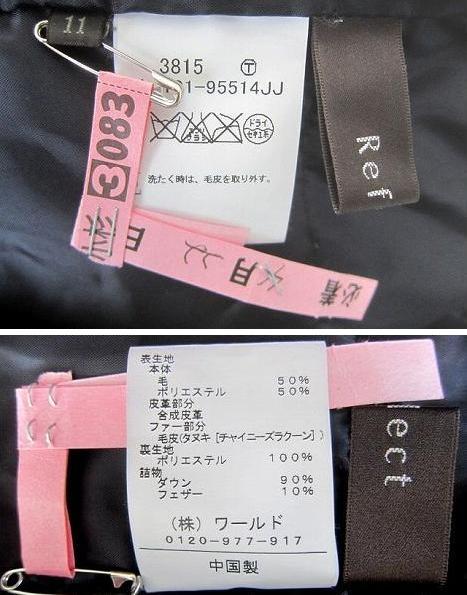 11
3815 Ⓣ
01-95514JJ
ドライ
セキユ系
洗たく時は、毛皮を取り外す。
3083
月
必着
Ref
表生地
本体
毛 50%
ポリエステル 50%
皮革部分
合成皮革
ファー部分
毛皮(タヌキ [チャイニーズラクーン])
裏生地
ポリエステル 100%
詰物
ダウン 90%
フェザー 10%
(株) ワールド
0120-977-917
中国製
ect